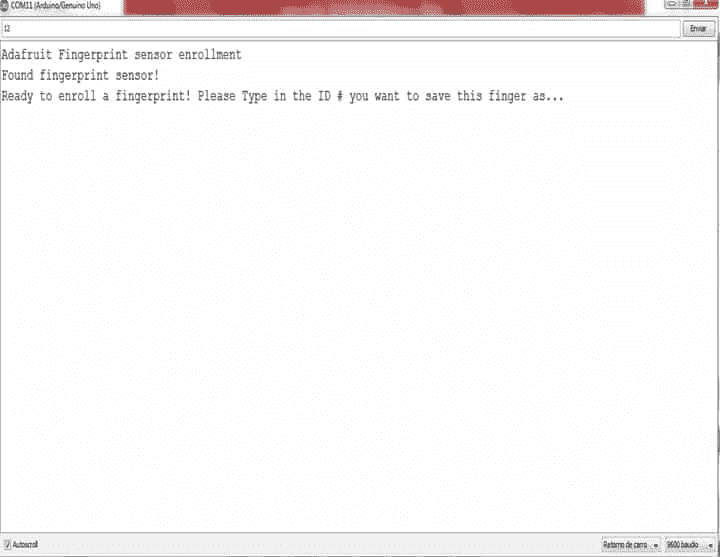 COM11 (Arduino/Genuino Uno)
12
Enviar
Adafruit Fingerprint sensor enrollment
Found fingerprint sensor!
Ready to enroll a fingerprint! Please Type in the ID # you want to save this finger as...
Autoscroll
Retorno de carro
9600 baudio